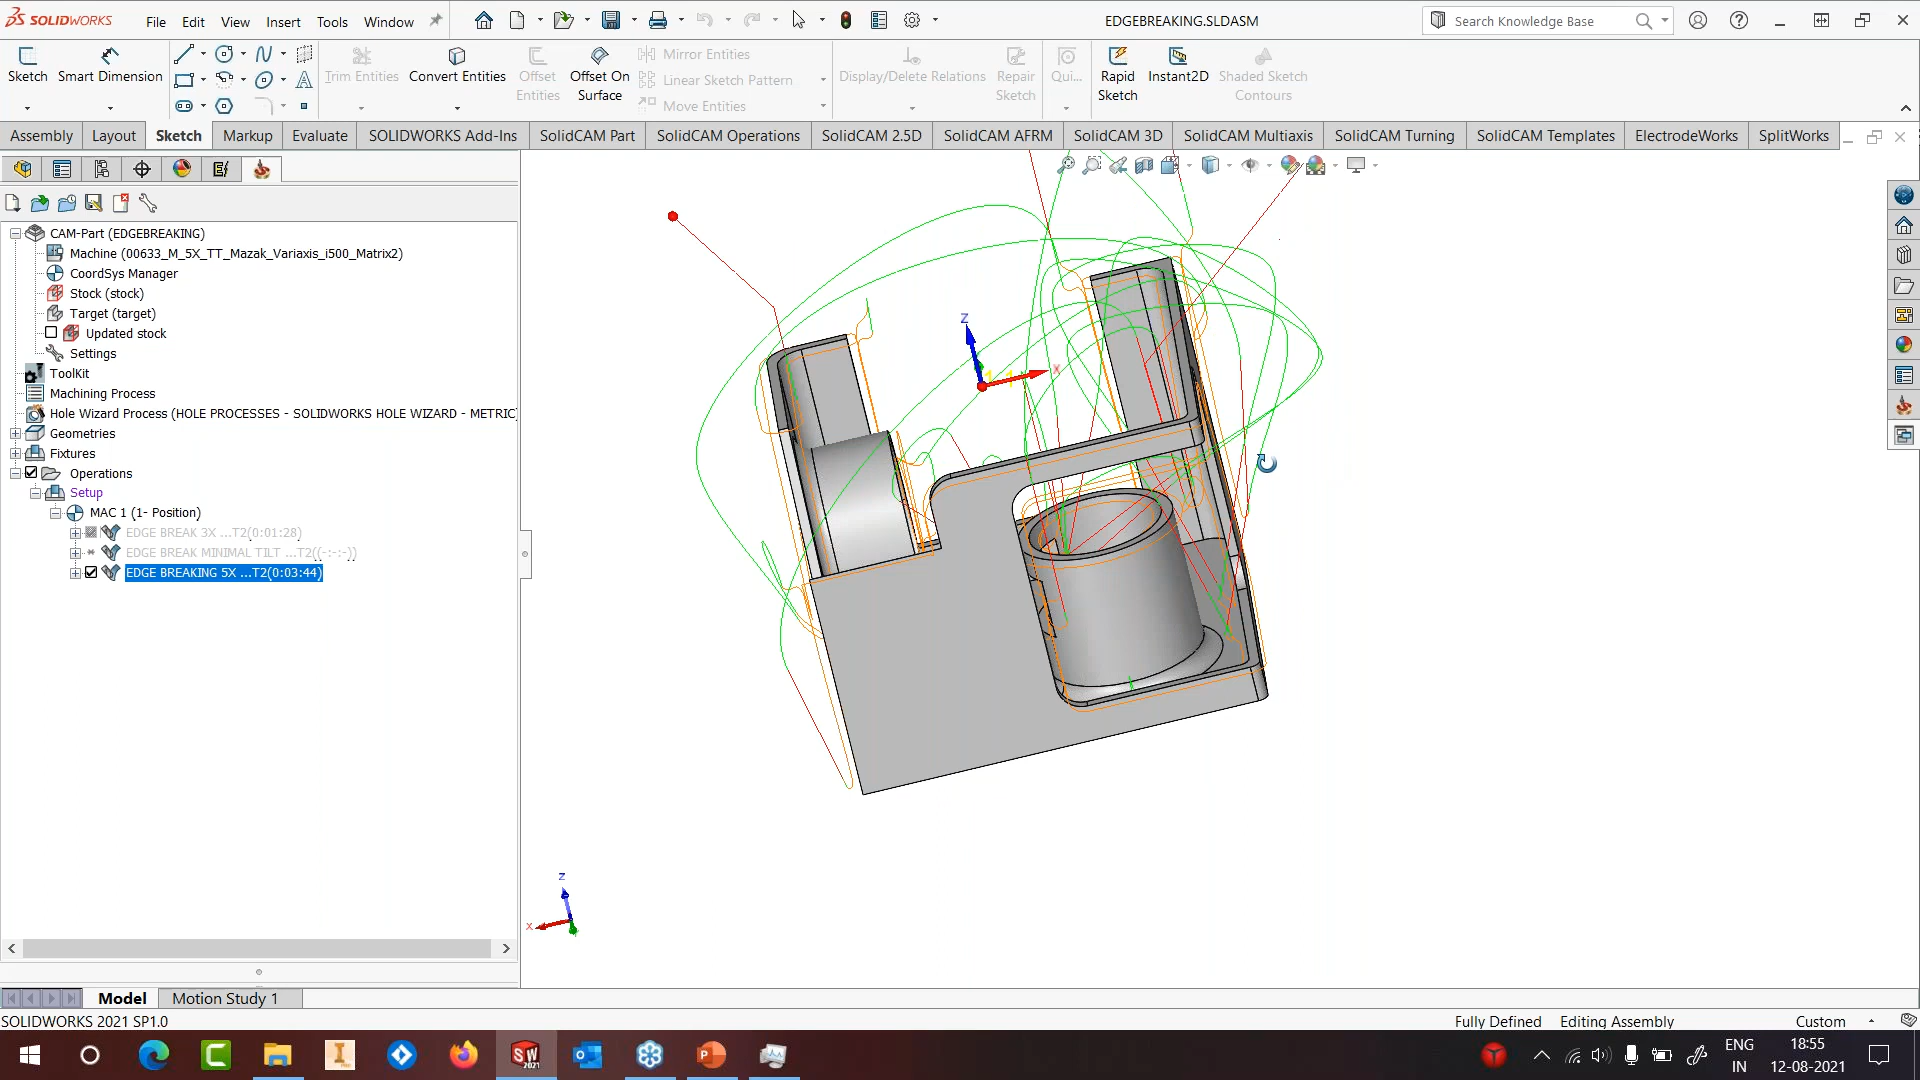 SOLIDWORKS File Edit View Insert Tools Window EDGEBREAKING.SLDASM Search Knowledge Base
Sketch Smart Dimension Trim Entities Convert Entities Offset Entities Offset On Surface Mirror Entities Linear Sketch Pattern Move Entities Display/Delete Relations Repair Sketch Qui... Rapid Sketch Instant2D Shaded Sketch Contours
Assembly Layout Sketch Markup Evaluate SOLIDWORKS Add-Ins SolidCAM Part SolidCAM Operations SolidCAM 2.5D SolidCAM AFRM SolidCAM 3D SolidCAM Multiaxis SolidCAM Turning SolidCAM Templates ElectrodeWorks SplitWorks
CAM-Part (EDGEBREAKING)
Machine (00633_M_5X_TT_Mazak_Variaxis_i500_Matrix2)
CoordSys Manager
Stock (stock)
Target (target)
Updated stock
Settings
ToolKit
Machining Process
Hole Wizard Process (HOLE PROCESSES - SOLIDWORKS HOLE WIZARD - METRIC)
Geometries
Fixtures
Operations
Setup
MAC 1 (1- Position)
EDGE BREAK 3X ...T2(0:01:28)
EDGE BREAK MINIMAL TILT ...T2((-:-:-))
EDGE BREAKING 5X ...T2(0:03:44)
Z
X
Z
X
Model Motion Study 1
SOLIDWORKS 2021 SP1.0 Fully Defined Editing Assembly Custom
ENG 18:55
IN 12-08-2021